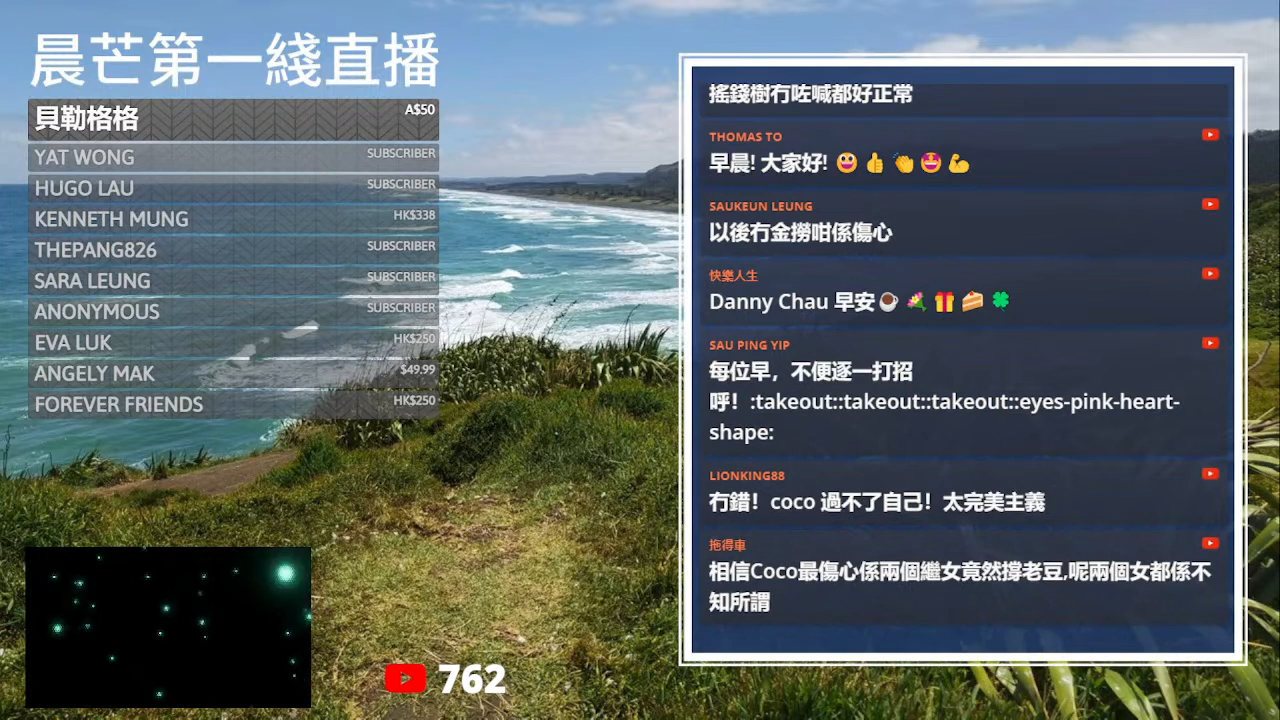 晨芒第一綫直播
貝勒格格 A$50
YAT WONG SUBSCRIBER
HUGO LAU SUBSCRIBER
KENNETH MUNG HK$338
THEPANG826 SUBSCRIBER
SARA LEUNG SUBSCRIBER
ANONYMOUS SUBSCRIBER
EVA LUK HK$250
ANGELY MAK $49.99
FOREVER FRIENDS HK$250
762
搖錢樹冇咗喊都好正常
THOMAS TO
早晨! 大家好! 😃👍👏🤩💪
SAUKEUN LEUNG
以後冇金撈咁係傷心
快樂人生
Danny Chau 早安☕💐🎁🍰🍀
SAU PING YIP
每位早，不便逐一打招
呼！:takeout::takeout::takeout::eyes-pink-heart-
shape:
LIONKING88
冇錯！coco 過不了自己！太完美主義
拖得車
相信Coco最傷心係兩個繼女竟然撐老豆,呢兩個女都係不
知所謂